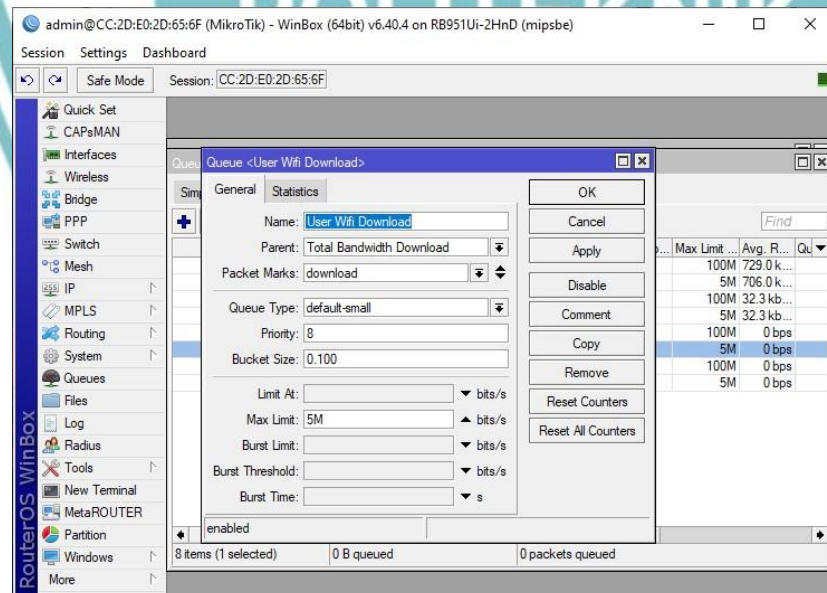 admin@CC:2D:E0:2D:65:6F (MikroTik) - WinBox (64bit) v6.40.4 on RB951Ui-2HnD (mipsbe)
Session Settings Dashboard
Safe Mode Session: CC:2D:E0:2D:65:6F
Quick Set
CAPsMAN
Interfaces
Wireless
Bridge
PPP
Switch
Mesh
IP
MPLS
Routing
System
Queues
Files
Log
Radius
Tools
New Terminal
MetaROUTER
Partition
Windows
More
RouterOS WinBox
Queue <User Wifi Download>
General Statistics
Name: User Wifi Download
Parent: Total Bandwidth Download
Packet Marks: download
Queue Type: default-small
Priority: 8
Bucket Size: 0.100
Limit At: bits/s
Max Limit: 5M bits/s
Burst Limit: bits/s
Burst Threshold: bits/s
Burst Time: s
enabled
OK
Cancel
Apply
Disable
Comment
Copy
Remove
Reset Counters
Reset All Counters
Find
Max Limit ... Avg. R...
100M 729.0 k...
5M 706.0 k...
100M 32.3 kb...
5M 32.3 kb...
100M 0 bps
5M 0 bps
100M 0 bps
5M 0 bps
8 items (1 selected) 0 B queued 0 packets queued